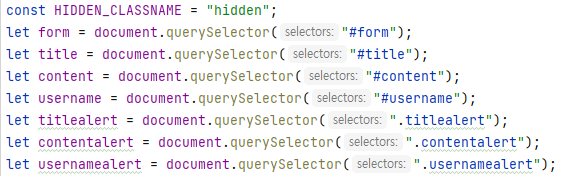 const HIDDEN_CLASSNAME = "hidden";
let form = document.querySelector( selectors: "#form");
let title = document.querySelector( selectors: "#title");
let content = document.querySelector( selectors: "#content");
let username = document.querySelector( selectors: "#username");
let titlealert = document.querySelector( selectors: ".titlealert");
let contentalert = document.querySelector( selectors: ".contentalert");
let usernamealert = document.querySelector( selectors: ".usernamealert");